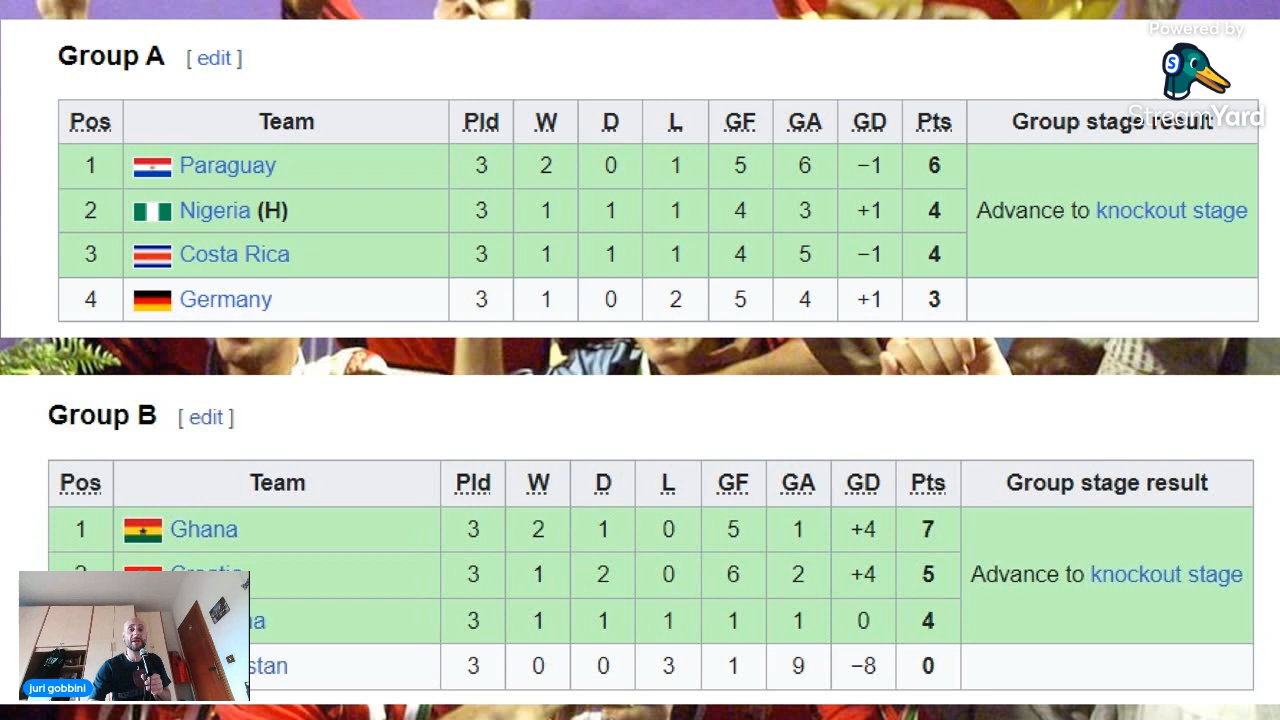 Powered by
StreamYard
Group A [ edit ]
Pos Team Pld W D L GF GA GD Pts Group stage result
1 Paraguay 3 2 0 1 5 6 −1 6
2 Nigeria (H) 3 1 1 1 4 3 +1 4 Advance to knockout stage
3 Costa Rica 3 1 1 1 4 5 −1 4
4 Germany 3 1 0 2 5 4 +1 3
Group B [ edit ]
Pos Team Pld W D L GF GA GD Pts Group stage result
1 Ghana 3 2 1 0 5 1 +4 7
3 1 2 0 6 2 +4 5 Advance to knockout stage
na 3 1 1 1 1 1 0 4
stan 3 0 0 3 1 9 −8 0
juri gobbini